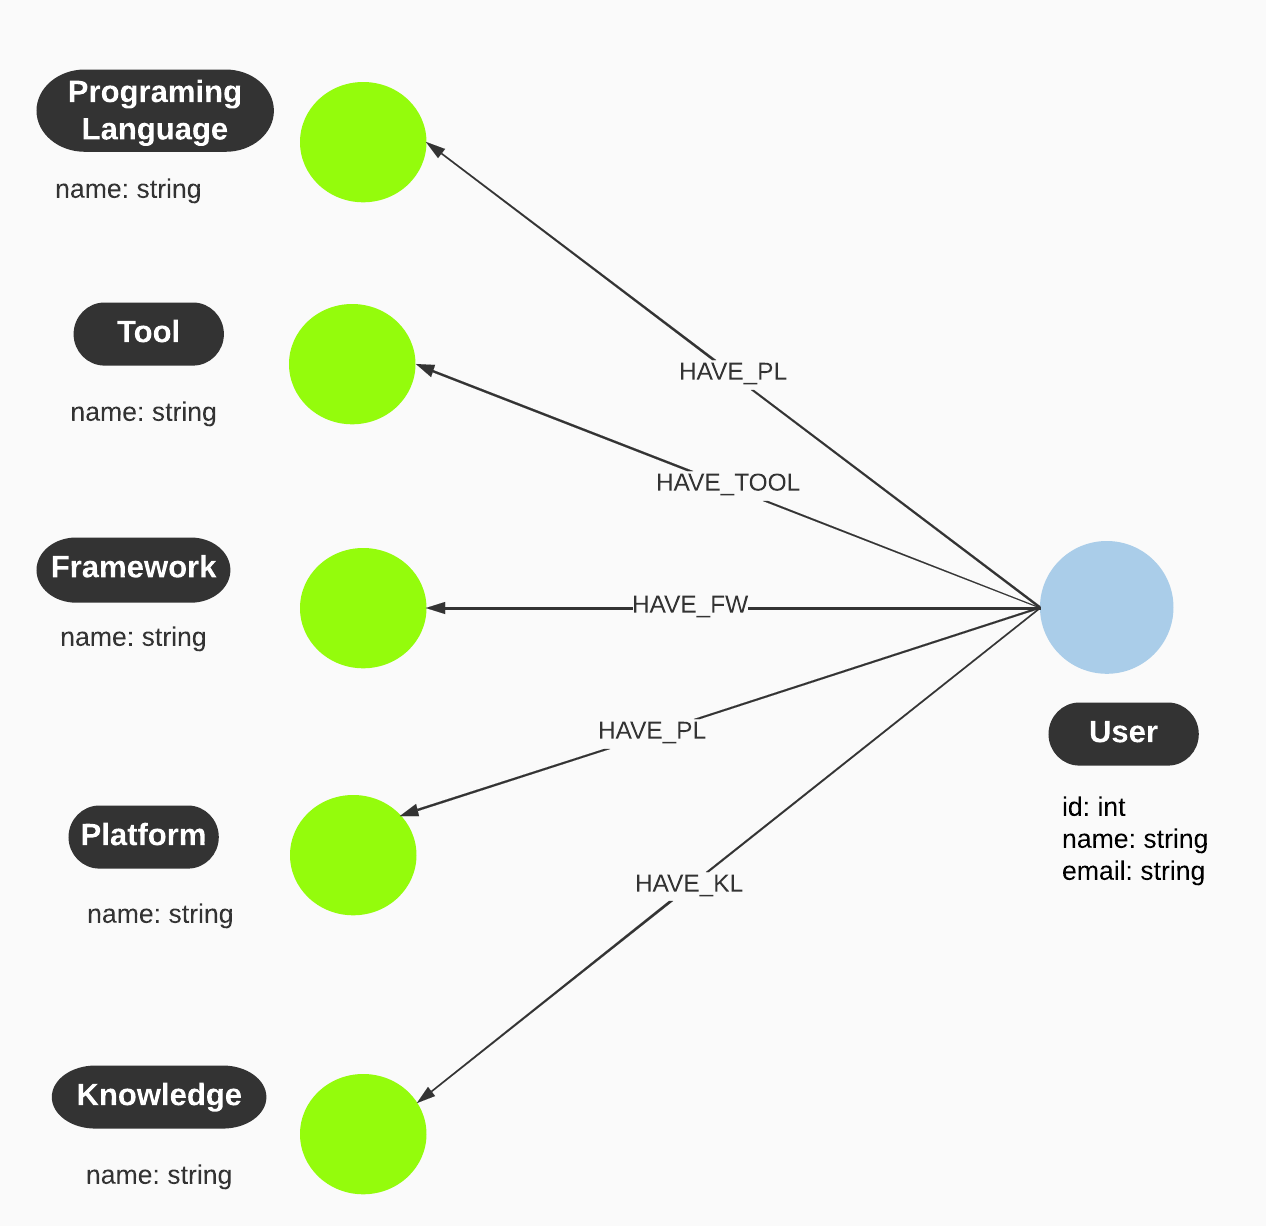 Programing
Language
name: string
HAVE_PL
Tool
name: string
HAVE_TOOL
Framework
name: string
HAVE_FW
HAVE_PL
User
id: int
name: string
email: string
Platform
name: string
HAVE_KL
Knowledge
name: string